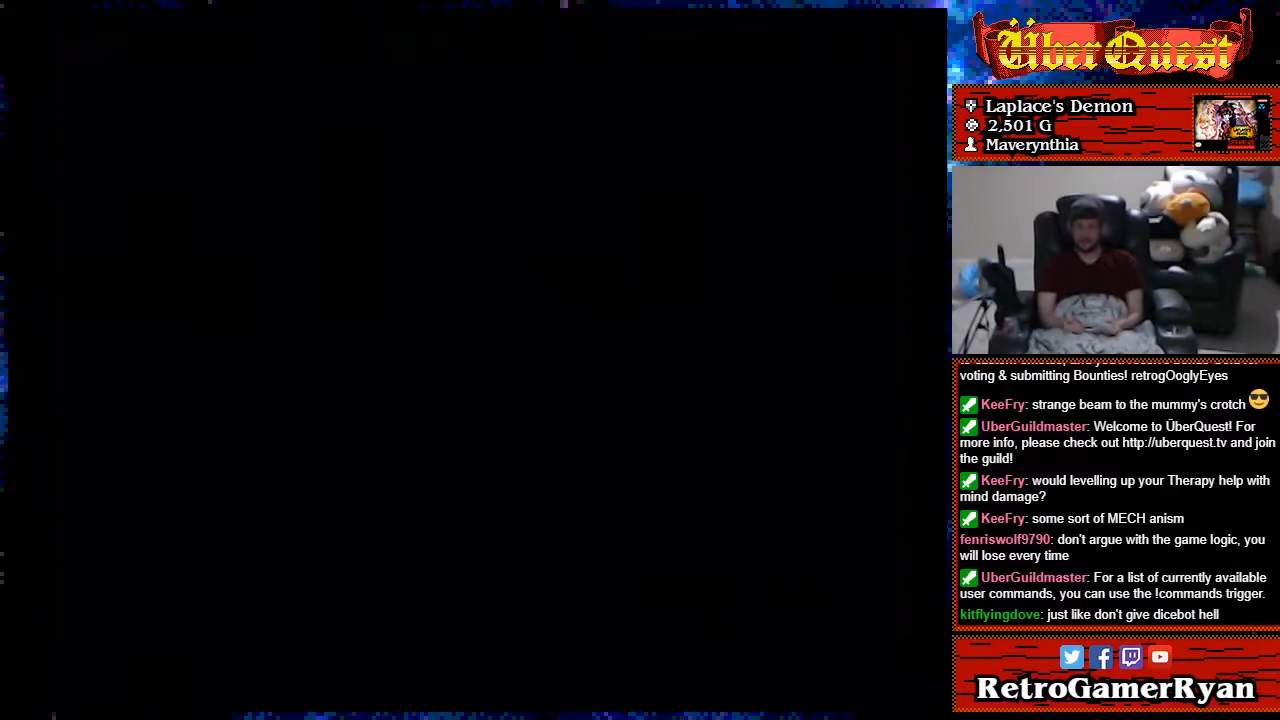 ÜberQuest
Laplace's Demon
2,501 G
Maverynthia
voting & submitting Bounties! retrogOoglyEyes
KeeFry: strange beam to the mummy's crotch 😎
UberGuildmaster: Welcome to ÜberQuest! For
more info, please check out http://uberquest.tv and join
the guild!
KeeFry: would levelling up your Therapy help with
mind damage?
KeeFry: some sort of MECH anism
fenriswolf9790: don't argue with the game logic, you
will lose every time
UberGuildmaster: For a list of currently available
user commands, you can use the !commands trigger.
kitflyingdove: just like don't give dicebot hell
RetroGamerRyan